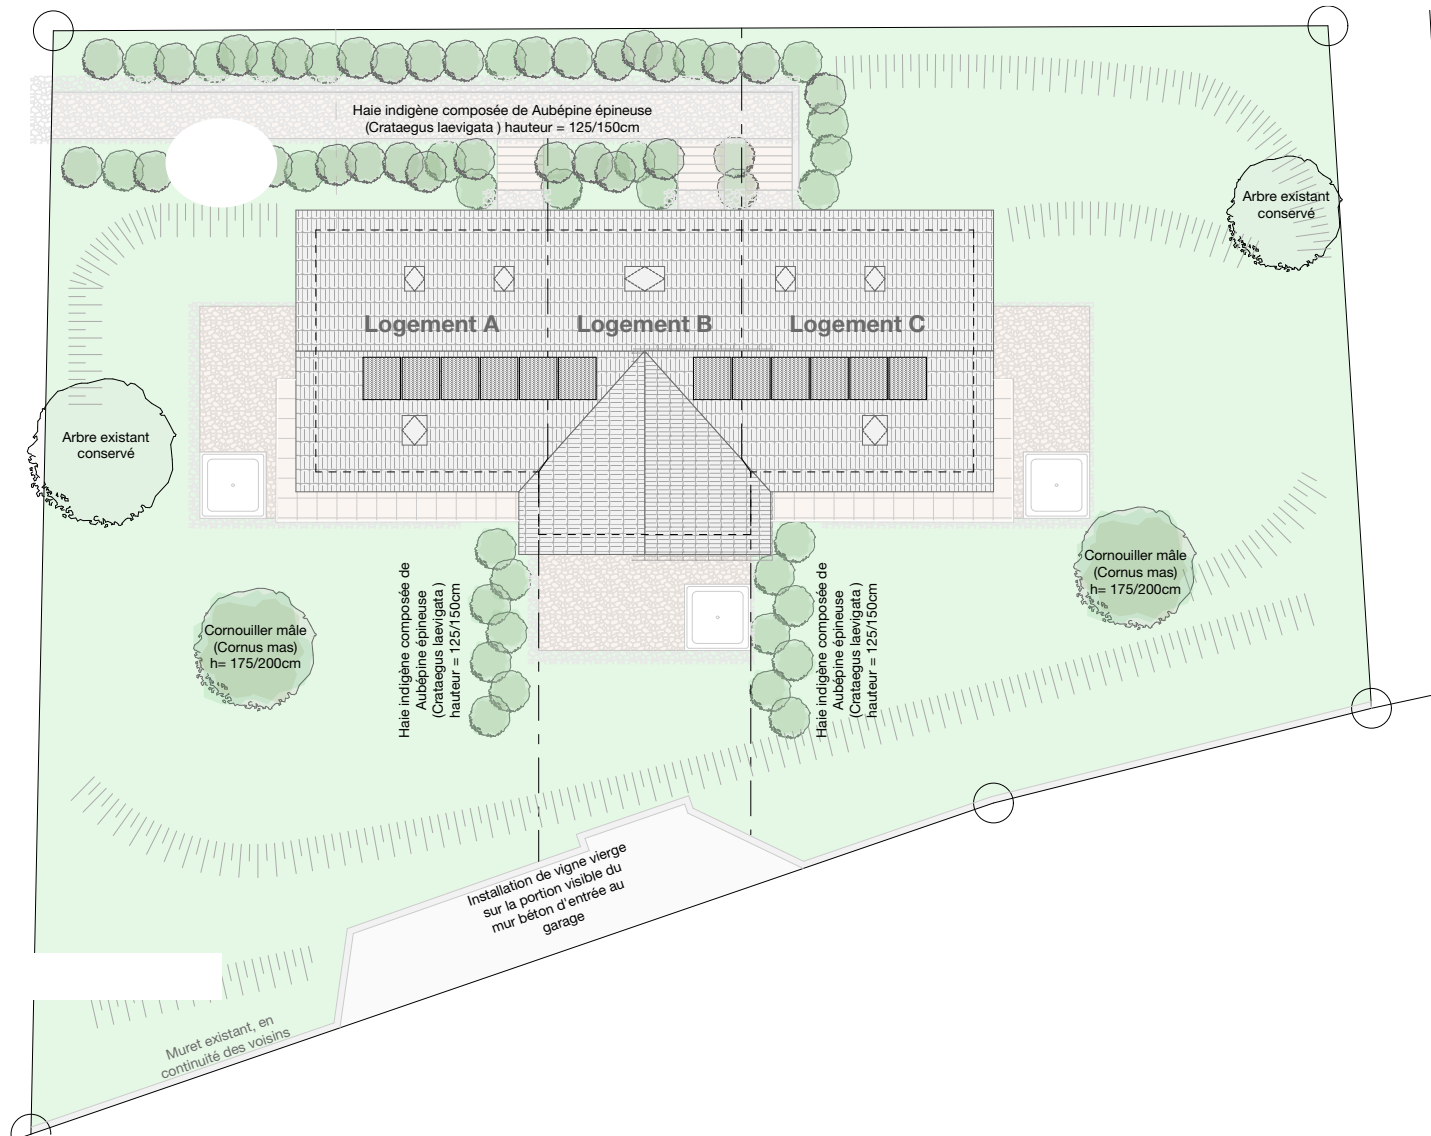 Haie indigène composée de Aubépine épineuse
(Crataegus laevigata ) hauteur = 125/150cm
Arbre existant
conservé
Logement A
Logement B
Logement C
Arbre existant
conservé
Cornouiller mâle
(Cornus mas)
h= 175/200cm
Cornouiller mâle
(Cornus mas)
h= 175/200cm
Haie indigène composée de
Aubépine épineuse
(Crataegus laevigata )
hauteur = 125/150cm
Haie indigène composée de
Aubépine épineuse
(Crataegus laevigata )
hauteur = 125/150cm
Installation de vigne vierge
sur la portion visible du
mur béton d'entrée au
garage
Muret existant, en
continuité des voisins